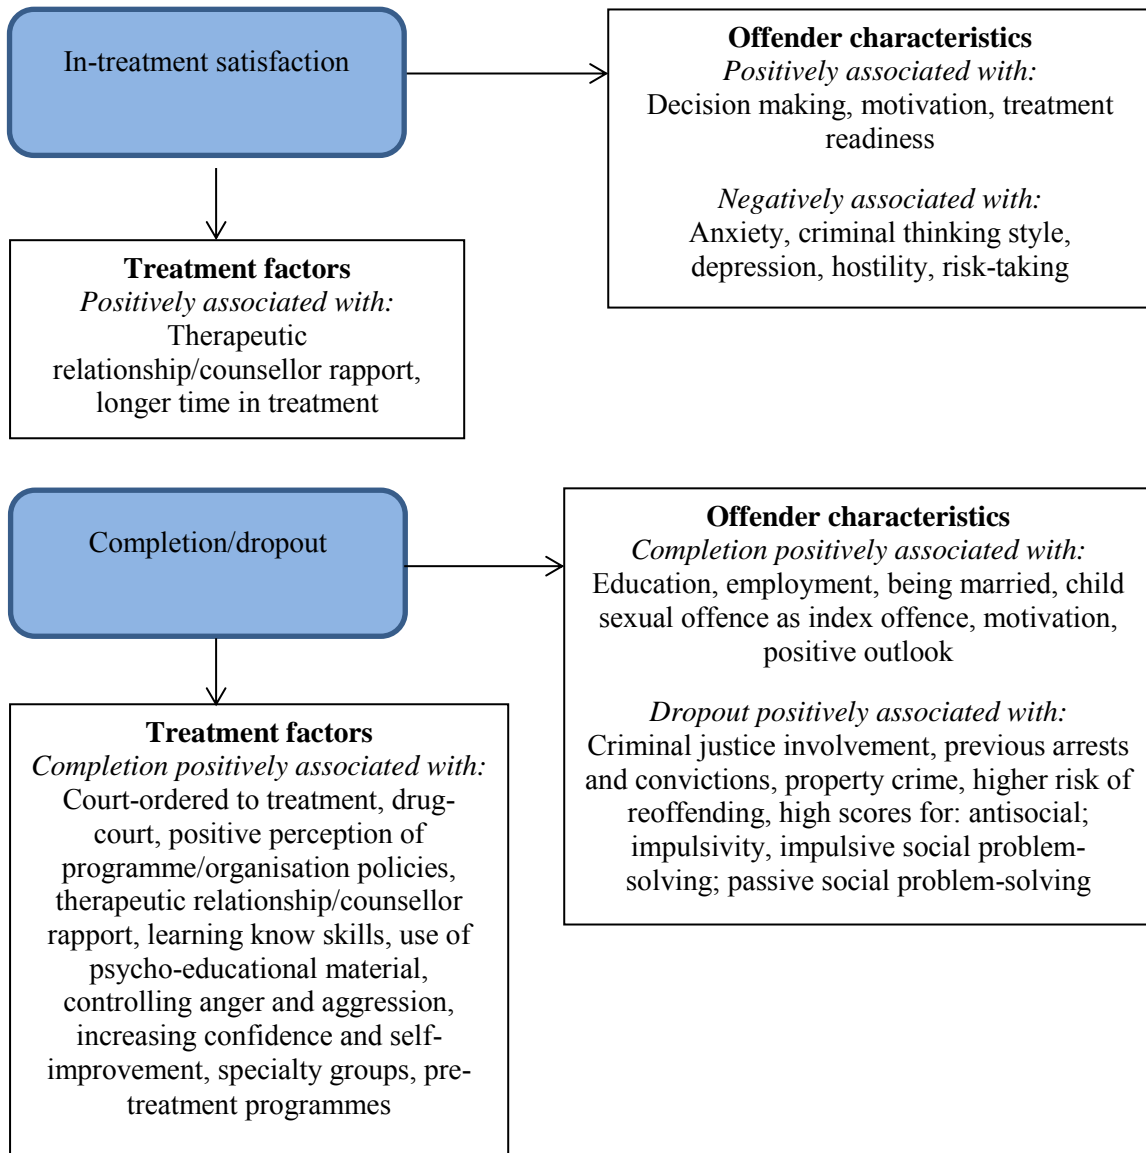 In-treatment satisfaction
Offender characteristics
Positively associated with:
Decision making, motivation, treatment
readiness
Negatively associated with:
Anxiety, criminal thinking style,
depression, hostility, risk-taking
Treatment factors
Positively associated with:
Therapeutic
relationship/counsellor rapport,
longer time in treatment
Completion/dropout
Offender characteristics
Completion positively associated with:
Education, employment, being married, child
sexual offence as index offence, motivation,
positive outlook
Dropout positively associated with:
Criminal justice involvement, previous arrests
and convictions, property crime, higher risk of
reoffending, high scores for: antisocial;
impulsivity, impulsive social problem-
solving; passive social problem-solving
Treatment factors
Completion positively associated with:
Court-ordered to treatment, drug-
court, positive perception of
programme/organisation policies,
therapeutic relationship/counsellor
rapport, learning know skills, use of
psycho-educational material,
controlling anger and aggression,
increasing confidence and self-
improvement, specialty groups, pre-
treatment programmes